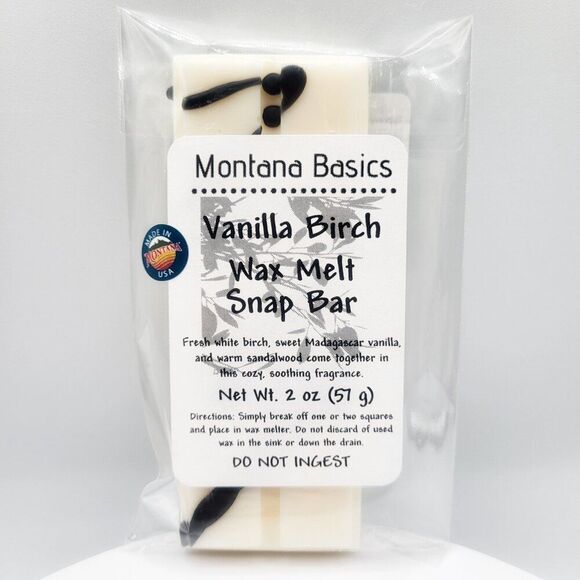 Montana Basics
Vanilla Birch
Wax Melt
Snap Bar
Fresh white birch, sweet Madagascar vanilla,
and warm sandalwood come together in
this cozy, soothing fragrance.
Net Wt. 2 oz (57 g)
Directions: Simply break off one or two squares
and place in wax melter. Do not discard of used
wax in the sink or down the drain.
DO NOT INGEST
MADE IN
MONTANA
USA